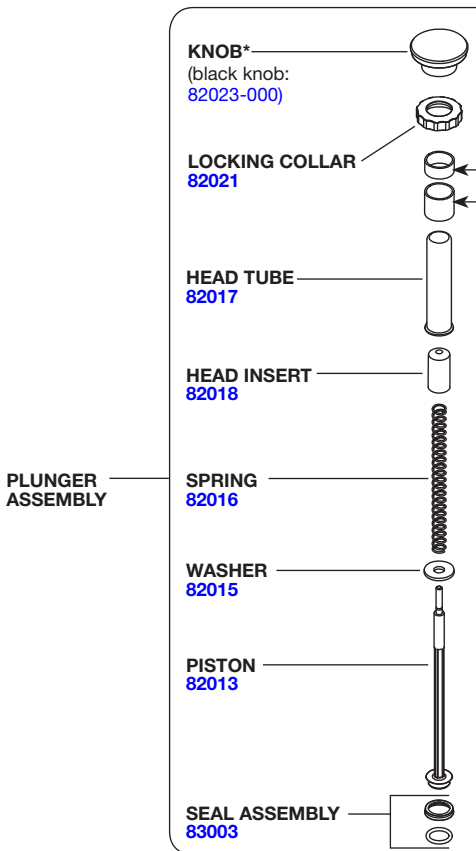 KNOB*
(black knob:
82023-000)
LOCKING COLLAR
82021
HEAD TUBE
82017
HEAD INSERT
82018
PLUNGER
ASSEMBLY
SPRING
82016
WASHER
82015
PISTON
82013
SEAL ASSEMBLY
83003